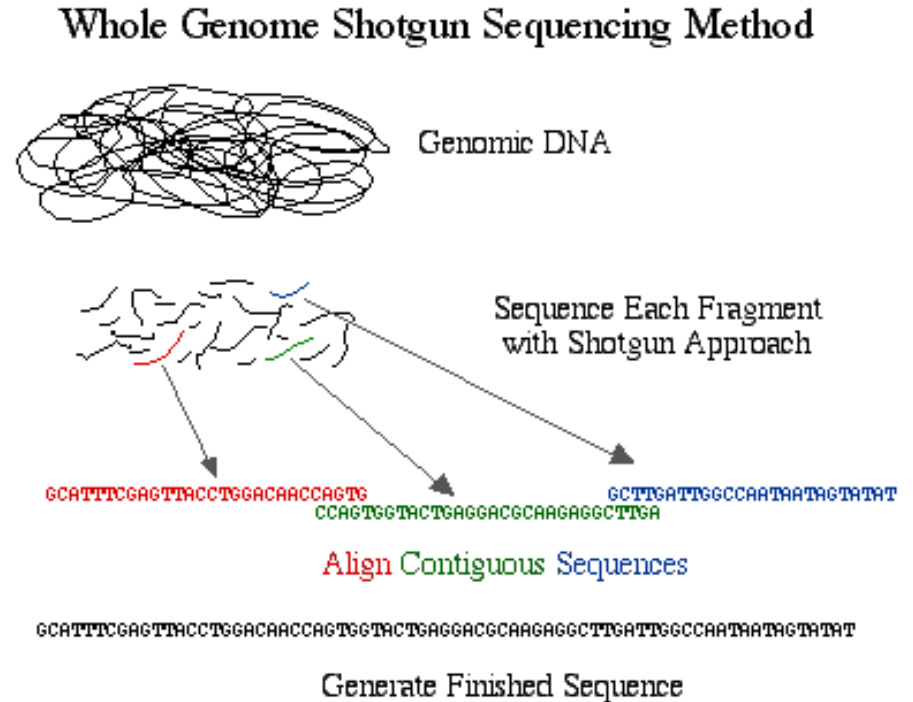 Whole Genome Shotgun Sequencing Method
Genomic DNA
Sequence Each Fragment
with Shotgun Approach
GCATTTCGAGTTACCTGGACAACCAGTG
GCTTGATTGGCCAATAATAGTATAT
CCAGTGGTACTGAGGACGCAAGAGGCTTGA
Align Contiguous Sequences
GCATTTCGAGTTACCTGGACAACCAGTGGTACTGAGGACGCAAGAGGCTTGATTGGCCAATAATAGTATAT
Generate Finished Sequence